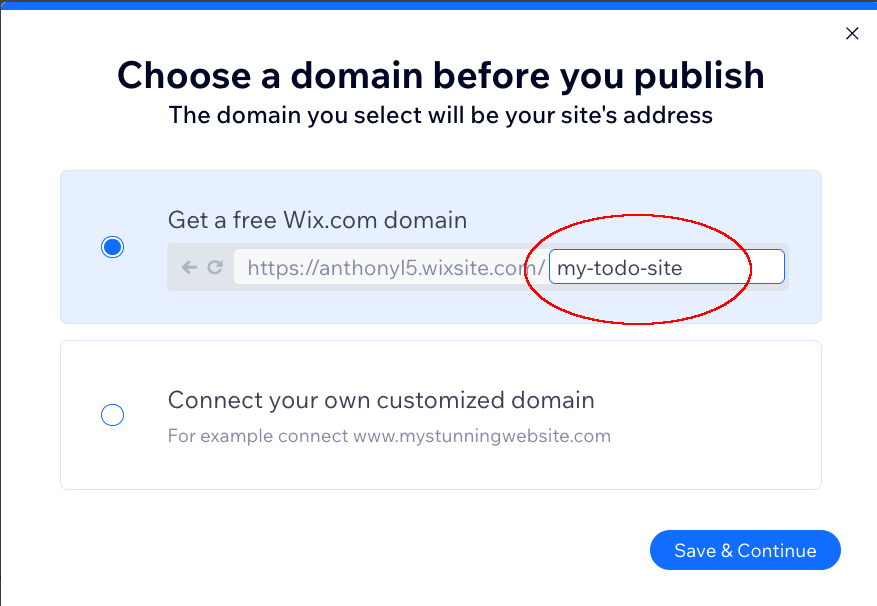 Choose a domain before you publish
The domain you select will be your site's address
Get a free Wix.com domain
https://anthonyl5.wixsite.com/ my-todo-site
Connect your own customized domain
For example connect www.mystunningwebsite.com
Save & Continue